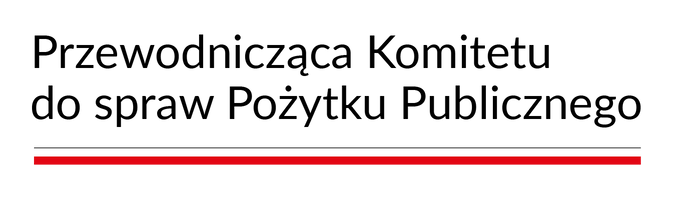 Przewodnicząca Komitetu
do spraw Pożytku Publicznego